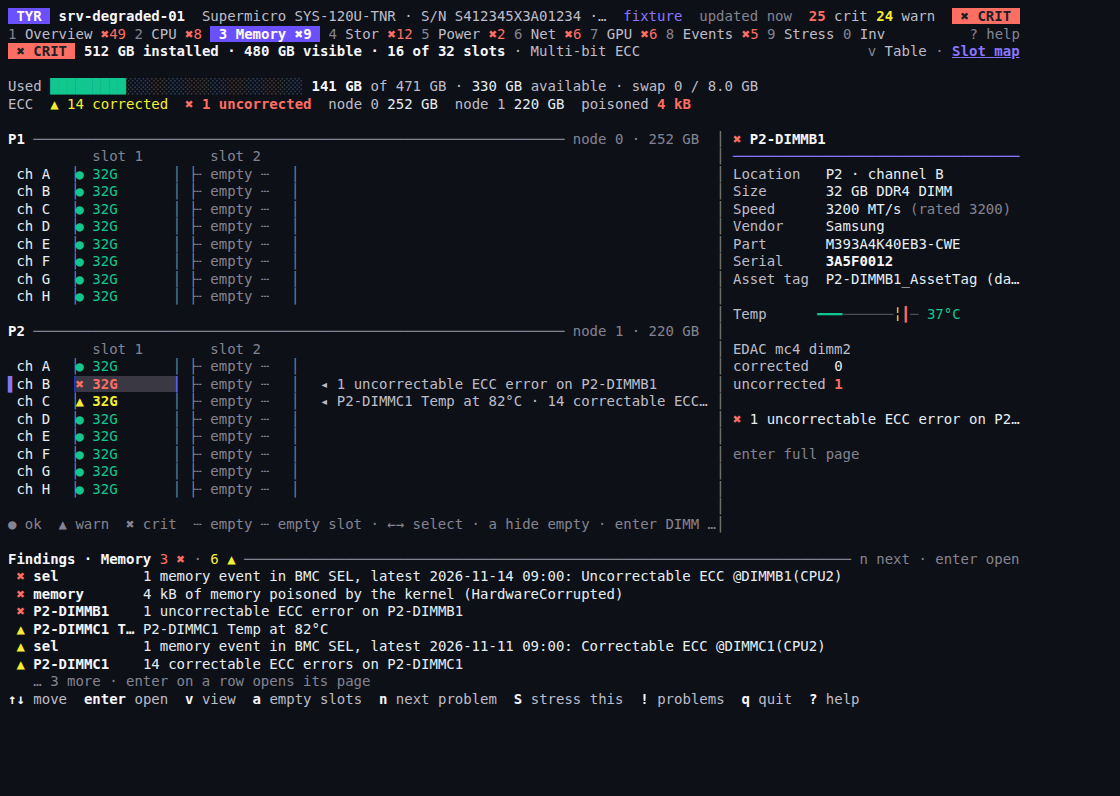 TYR srv-degraded-01 Supermicro SYS-120U-TNR · S/N S412345X3A01234 ·… fixture updated now 25 crit 24 warn ✖ CRIT
1 Overview ✖49 2 CPU ✖8 3 Memory ✖9 4 Stor ✖12 5 Power ✖2 6 Net ✖6 7 GPU ✖6 8 Events ✖5 9 Stress 0 Inv ? help
✖ CRIT 512 GB installed · 480 GB visible · 16 of 32 slots · Multi-bit ECC v Table · Slot map
Used 141 GB of 471 GB · 330 GB available · swap 0 / 8.0 GB
ECC ▲ 14 corrected ✖ 1 uncorrected node 0 252 GB node 1 220 GB poisoned 4 kB
P1 node 0 · 252 GB
slot 1 slot 2
ch A ● 32G empty
ch B ● 32G empty
ch C ● 32G empty
ch D ● 32G empty
ch E ● 32G empty
ch F ● 32G empty
ch G ● 32G empty
ch H ● 32G empty
P2 node 1 · 220 GB
slot 1 slot 2
ch A ● 32G empty
ch B ✖ 32G empty ◂ 1 uncorrectable ECC error on P2-DIMMB1
ch C ▲ 32G empty ◂ P2-DIMMC1 Temp at 82°C · 14 correctable ECC…
ch D ● 32G empty
ch E ● 32G empty
ch F ● 32G empty
ch G ● 32G empty
ch H ● 32G empty
● ok ▲ warn ✖ crit ┄ empty ┄ empty slot · ←→ select · a hide empty · enter DIMM …
✖ P2-DIMMB1
Location P2 · channel B
Size 32 GB DDR4 DIMM
Speed 3200 MT/s (rated 3200)
Vendor Samsung
Part M393A4K40EB3-CWE
Serial 3A5F0012
Asset tag P2-DIMMB1_AssetTag (da…
Temp 37°C
EDAC mc4 dimm2
corrected 0
uncorrected 1
✖ 1 uncorrectable ECC error on P2…
enter full page
Findings · Memory 3 ✖ · 6 ▲ n next · enter open
✖ sel 1 memory event in BMC SEL, latest 2026-11-14 09:00: Uncorrectable ECC @DIMMB1(CPU2)
✖ memory 4 kB of memory poisoned by the kernel (HardwareCorrupted)
✖ P2-DIMMB1 1 uncorrectable ECC error on P2-DIMMB1
▲ P2-DIMMC1 T… P2-DIMMC1 Temp at 82°C
▲ sel 1 memory event in BMC SEL, latest 2026-11-11 09:00: Correctable ECC @DIMMC1(CPU2)
▲ P2-DIMMC1 14 correctable ECC errors on P2-DIMMC1
… 3 more · enter on a row opens its page
↑↓ move enter open v view a empty slots n next problem S stress this ! problems q quit ? help